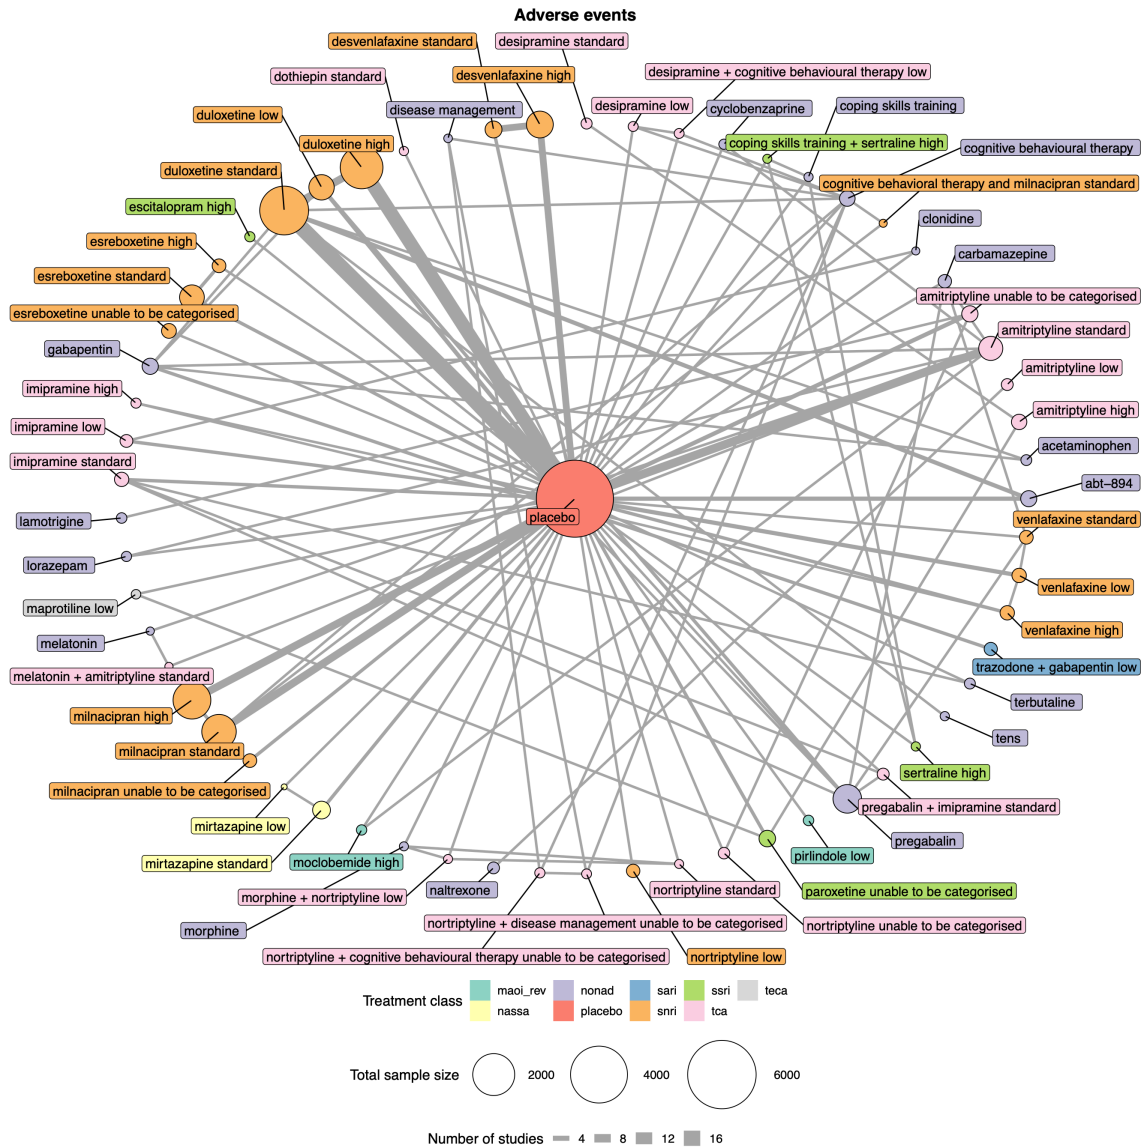 Adverse events
desvenlafaxine standard
desipramine standard
dothiepin standard
desvenlafaxine high
desipramine + cognitive behavioural therapy low
duloxetine low
disease management
desipramine low
cyclobenzaprine
coping skills training
duloxetine high
coping skills training + sertraline high
cognitive behavioural therapy
duloxetine standard
cognitive behavioral therapy and milnacipran standard
escitalopram high
clonidine
esreboxetine high
carbamazepine
esreboxetine standard
amitriptyline unable to be categorised
esreboxetine unable to be categorised
amitriptyline standard
gabapentin
amitriptyline low
imipramine high
amitriptyline high
imipramine low
acetaminophen
imipramine standard
abt–894
placebo
lamotrigine
venlafaxine standard
lorazepam
venlafaxine low
maprotiline low
venlafaxine high
melatonin
trazodone + gabapentin low
melatonin + amitriptyline standard
terbutaline
milnacipran high
tens
milnacipran standard
sertraline high
milnacipran unable to be categorised
pregabalin + imipramine standard
mirtazapine low
pregabalin
mirtazapine standard
moclobemide high
pirlindole low
morphine + nortriptyline low
naltrexone
nortriptyline standard
paroxetine unable to be categorised
morphine
nortriptyline + disease management unable to be categorised
nortriptyline unable to be categorised
nortriptyline + cognitive behavioural therapy unable to be categorised
nortriptyline low
Treatment class
maoi_rev nonad sari ssri teca
nassa placebo snri tca
Total sample size 2000 4000 6000
Number of studies 4 8 12 16